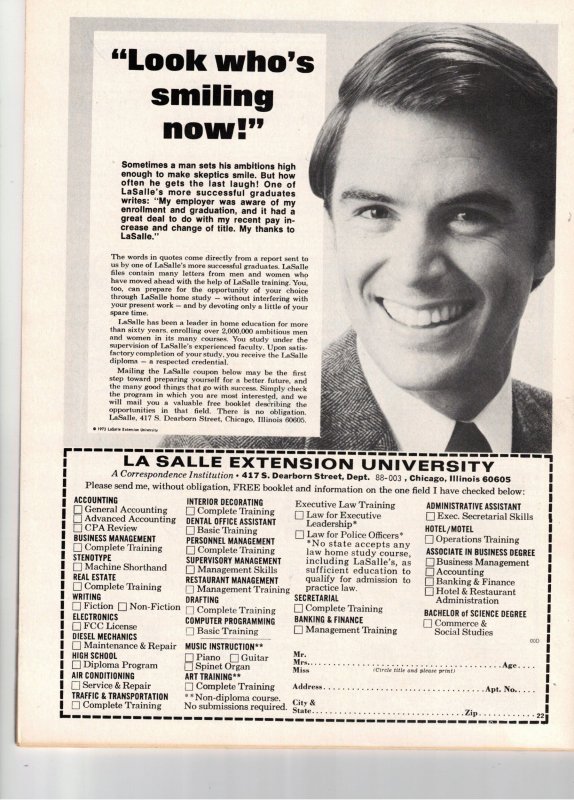 “Look who’s
smiling
now!”
Sometimes a man sets his ambitions high
enough to make skeptics smile. But how
often he gets the last laugh! One of
LaSalle’s more successful graduates
writes: “My employer was aware of my
enrollment and graduation, and it had a
great deal to do with my recent pay in-
crease and change of title. My thanks to
LaSalle.”
The words in quotes come directly from a report sent to
us by one of LaSalle’s more successful graduates. LaSalle
files contain many letters from men and women who
have moved ahead with the help of LaSalle training. You,
too, can prepare for the opportunity of your choice
through LaSalle home study — without interfering with
your present work — and by devoting only a little of your
spare time.
LaSalle has been a leader in home education for more
than sixty years, enrolling over 2,000,000 ambitious men
and women in its many courses. You study under the
supervision of LaSalle’s experienced faculty. Upon satis-
factory completion of your study, you receive the LaSalle
diploma — a respected credential.
Mailing the LaSalle coupon below may be the first
step toward preparing yourself for a better future, and
the many good things that go with success. Simply check
the program in which you are most interested, and we
will mail you a valuable free booklet describing the
opportunities in that field. There is no obligation.
LaSalle, 417 S. Dearborn Street, Chicago, Illinois 60605.
© 1973 LaSalle Extension University
LA SALLE EXTENSION UNIVERSITY
A Correspondence Institution • 417 S. Dearborn Street, Dept. 88-003, Chicago, Illinois 60605
Please send me, without obligation, FREE booklet and information on the one field I have checked below:
ACCOUNTING
General Accounting
Advanced Accounting
CPA Review
BUSINESS MANAGEMENT
Complete Training
STENOTYPE
Machine Shorthand
REAL ESTATE
Complete Training
WRITING
Fiction Non-Fiction
ELECTRONICS
FCC License
DIESEL MECHANICS
Maintenance & Repair
HIGH SCHOOL
Diploma Program
AIR CONDITIONING
Service & Repair
TRAFFIC & TRANSPORTATION
Complete Training
INTERIOR DECORATING
Complete Training
DENTAL OFFICE ASSISTANT
Basic Training
PERSONNEL MANAGEMENT
Complete Training
SUPERVISORY MANAGEMENT
Management Skills
RESTAURANT MANAGEMENT
Management Training
DRAFTING
Complete Training
COMPUTER PROGRAMMING
Basic Training
MUSIC INSTRUCTION**
Piano Guitar
Spinet Organ
ART TRAINING**
Complete Training
**Non-diploma course.
No submissions required.
Executive Law Training
Law for Executive
Leadership*
Law for Police Officers*
*No state accepts any
law home study course,
including LaSalle’s, as
sufficient education to
qualify for admission to
practice law.
SECRETARIAL
Complete Training
BANKING & FINANCE
Management Training
ADMINISTRATIVE ASSISTANT
Exec. Secretarial Skills
HOTEL/MOTEL
Operations Training
ASSOCIATE IN BUSINESS DEGREE
Business Management
Accounting
Banking & Finance
Hotel & Restaurant
Administration
BACHELOR of SCIENCE DEGREE
Commerce &
Social Studies
Mr.
Mrs. Age
Miss (Circle title and please print)
Address Apt. No.
City &
State Zip 22